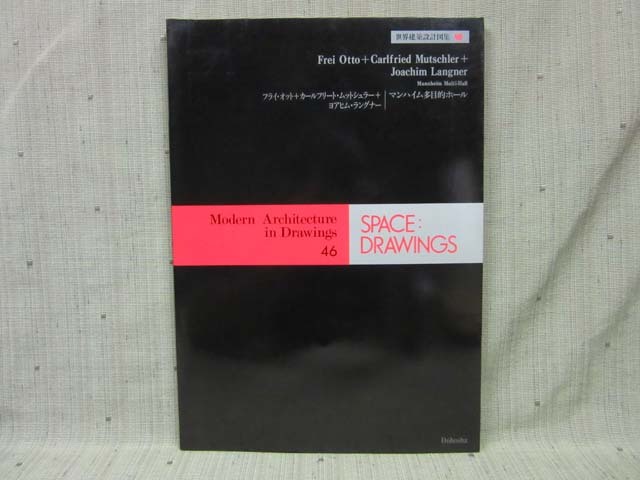 世界建築設計図集 46
Frei Otto+Carlfried Mutschler+
Joachim Langner
Mannheim Multi-Hall
フライ・オット+カールフリート・ムットシュラー+
ヨアヒム・ラングナー
マンハイム多目的ホール
Modern Architecture
in Drawings
46
SPACE:
DRAWINGS
Dohosha